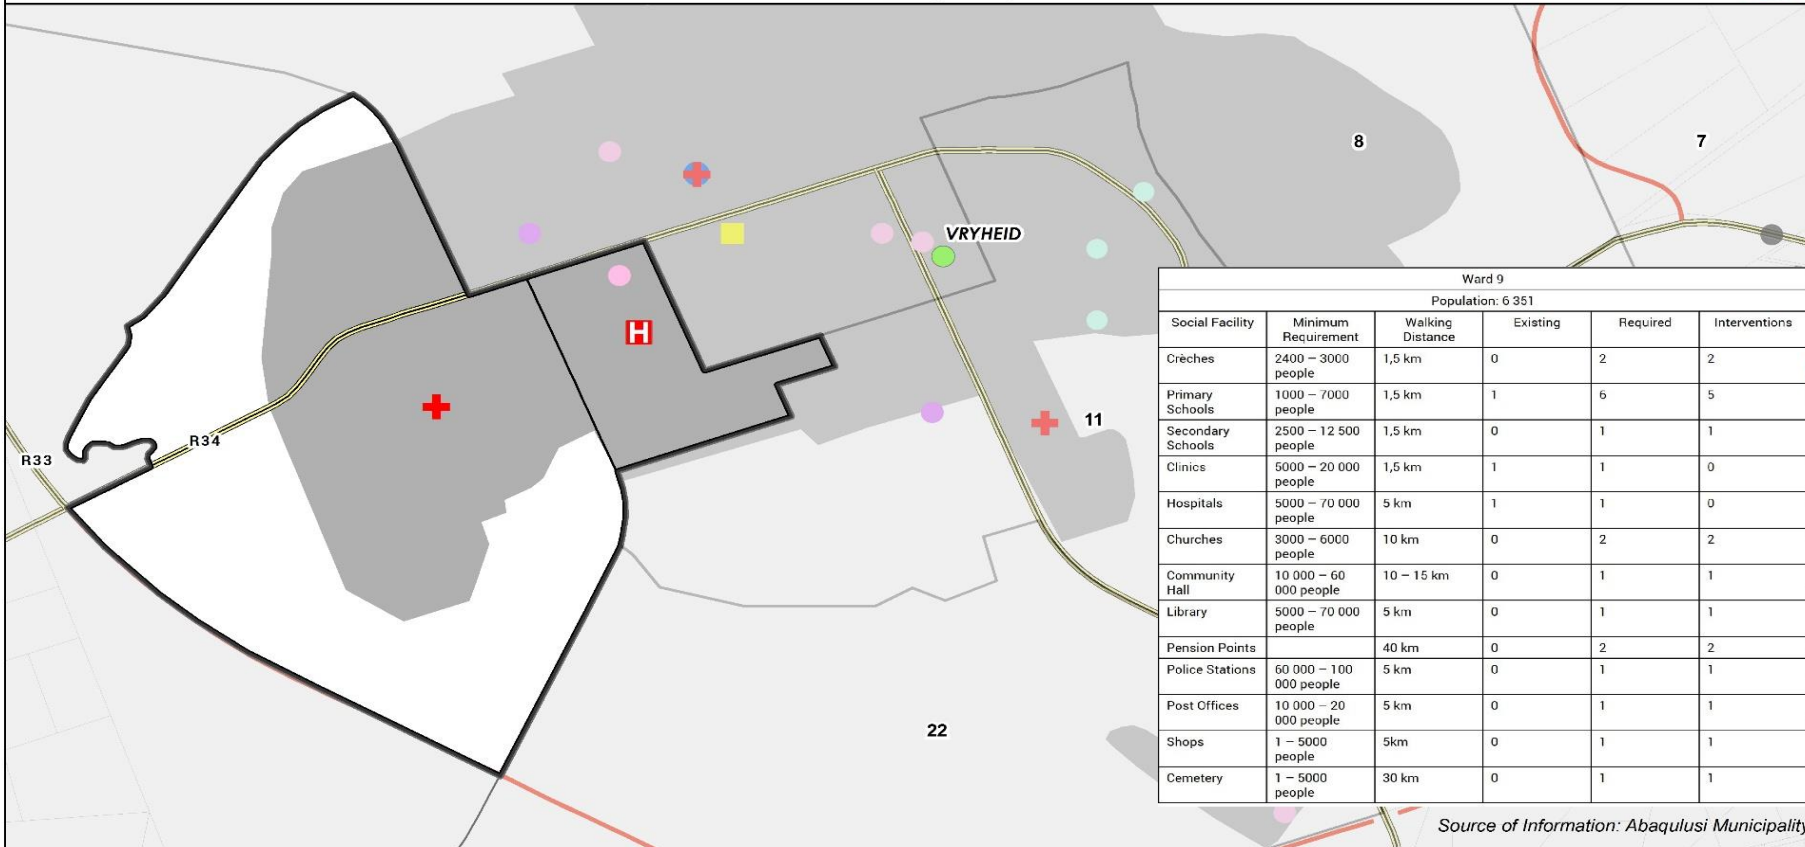 8
7
VRYHEID
H
R34
R33
11
22
Ward 9
Population: 6 351
Social Facility Minimum Requirement Walking Distance Existing Required Interventions
Crèches 2400 – 3000 people 1,5 km 0 2 2
Primary Schools 1000 – 7000 people 1,5 km 1 6 5
Secondary Schools 2500 – 12 500 people 1,5 km 0 1 1
Clinics 5000 – 20 000 people 1,5 km 1 1 0
Hospitals 5000 – 70 000 people 5 km 1 1 0
Churches 3000 – 6000 people 10 km 0 2 2
Community Hall 10 000 – 60 000 people 10 – 15 km 0 1 1
Library 5000 – 70 000 people 5 km 0 1 1
Pension Points 40 km 0 2 2
Police Stations 60 000 – 100 000 people 5 km 0 1 1
Post Offices 10 000 – 20 000 people 5 km 0 1 1
Shops 1 – 5000 people 5km 0 1 1
Cemetery 1 – 5000 people 30 km 0 1 1
Source of Information: Abaqulusi Municipality